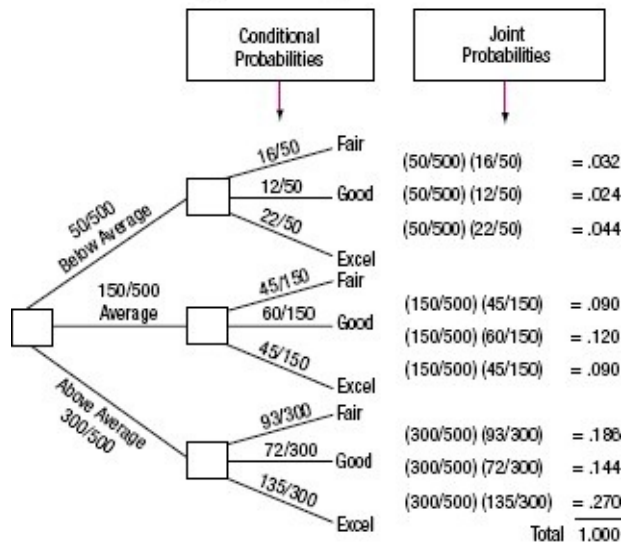 Conditional
Probabilities
Joint
Probabilities
16/50 Fair (50/500) (16/50) = .032
12/50 Good (50/500) (12/50) = .024
22/50 Excel (50/500) (22/50) = .044
50/500
Below Average
45/150 Fair (150/500) (45/150) = .090
150/500
Average
60/150 Good (150/500) (60/150) = .120
45/150 Excel (150/500) (45/150) = .090
Above Average
300/500
93/300 Fair (300/500) (93/300) = .186
72/300 Good (300/500) (72/300) = .144
135/300 Excel (300/500) (135/300) = .270
Total 1.000